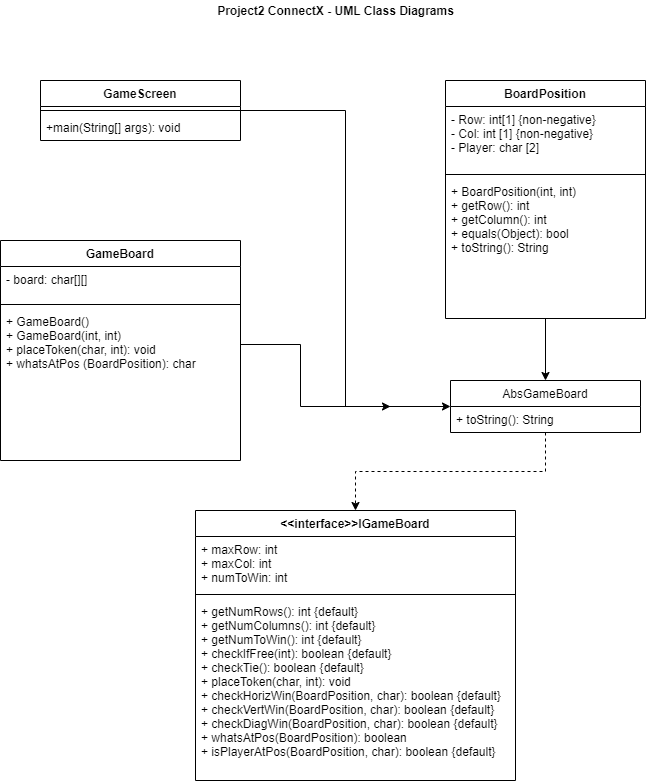 Project2 ConnectX - UML Class Diagrams
GameScreen
+main(String[] args): void
BoardPosition
- Row: int[1] {non-negative}
- Col: int [1] {non-negative}
- Player: char [2]
+ BoardPosition(int, int)
+ getRow(): int
+ getColumn(): int
+ equals(Object): bool
+ toString(): String
GameBoard
- board: char[][]
+ GameBoard()
+ GameBoard(int, int)
+ placeToken(char, int): void
+ whatsAtPos (BoardPosition): char
AbsGameBoard
+ toString(): String
<<interface>>IGameBoard
+ maxRow: int
+ maxCol: int
+ numToWin: int
+ getNumRows(): int {default}
+ getNumColumns(): int {default}
+ getNumToWin(): int {default}
+ checkIfFree(int): boolean {default}
+ checkTie(): boolean {default}
+ placeToken(char, int): void
+ checkHorizWin(BoardPosition, char): boolean {default}
+ checkVertWin(BoardPosition, char): boolean {default}
+ checkDiagWin(BoardPosition, char): boolean {default}
+ whatsAtPos(BoardPosition): boolean
+ isPlayerAtPos(BoardPosition, char): boolean {default}